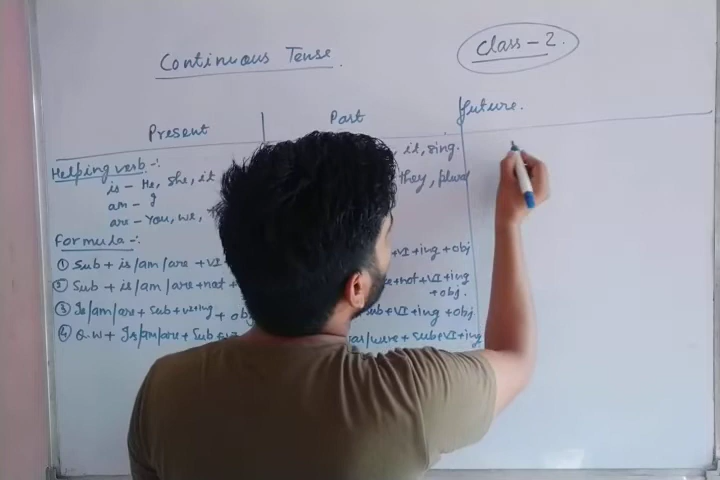 Continuous Tense.
Class - 2.
Present
Past
future.
Helping verb -:
is - He, she, it
, it, sing.
am - I
they, plural
are - You, we,
Formula -:
① Sub + is/am/are + VI
+ VI + ing + obj
② Sub + is/am/are + not +
+ not + VI + ing
+ obj.
③ Is/am/are + sub + VI + ing + obj
sub + VI + ing + obj
④ Q.W + Is/am/are + Sub
/were + sub + VI + ing